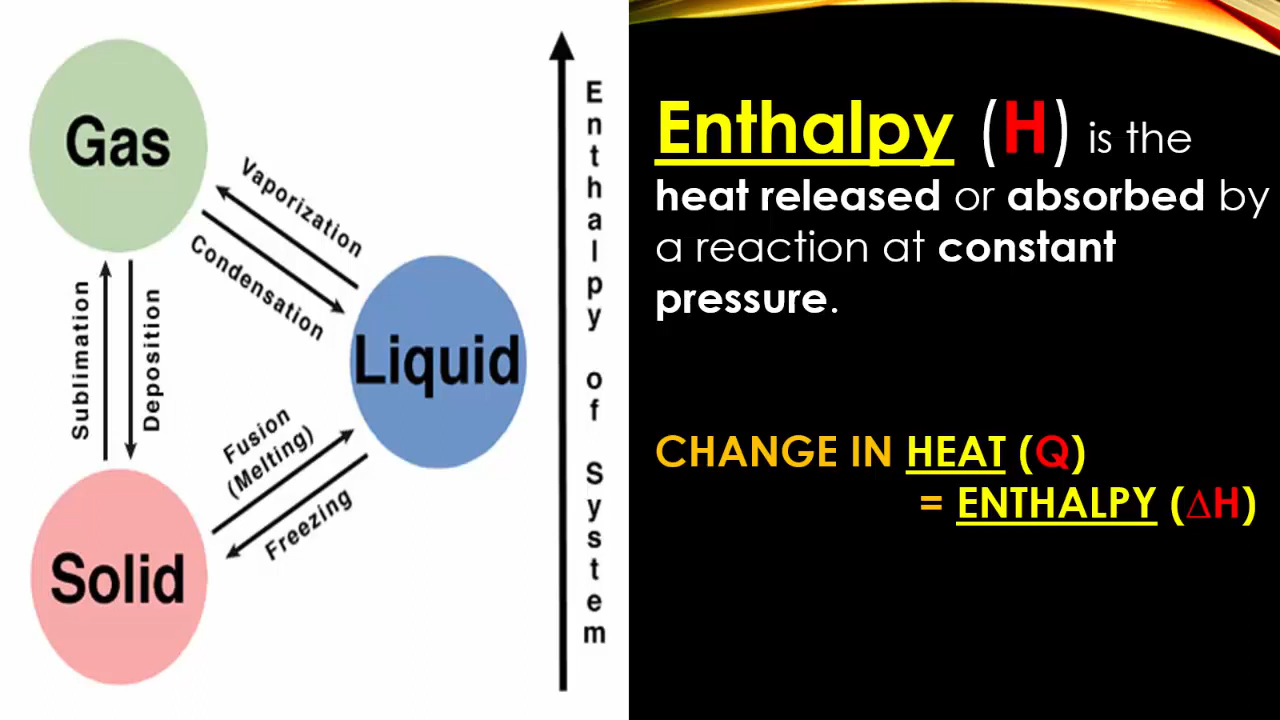 Gas
Vaporization
Condensation
Sublimation
Deposition
Liquid
Fusion
(Melting)
Freezing
Solid
Enthalpy of System
Enthalpy (H) is the
heat released or absorbed by
a reaction at constant
pressure.
CHANGE IN HEAT (Q)
= ENTHALPY (∆H)